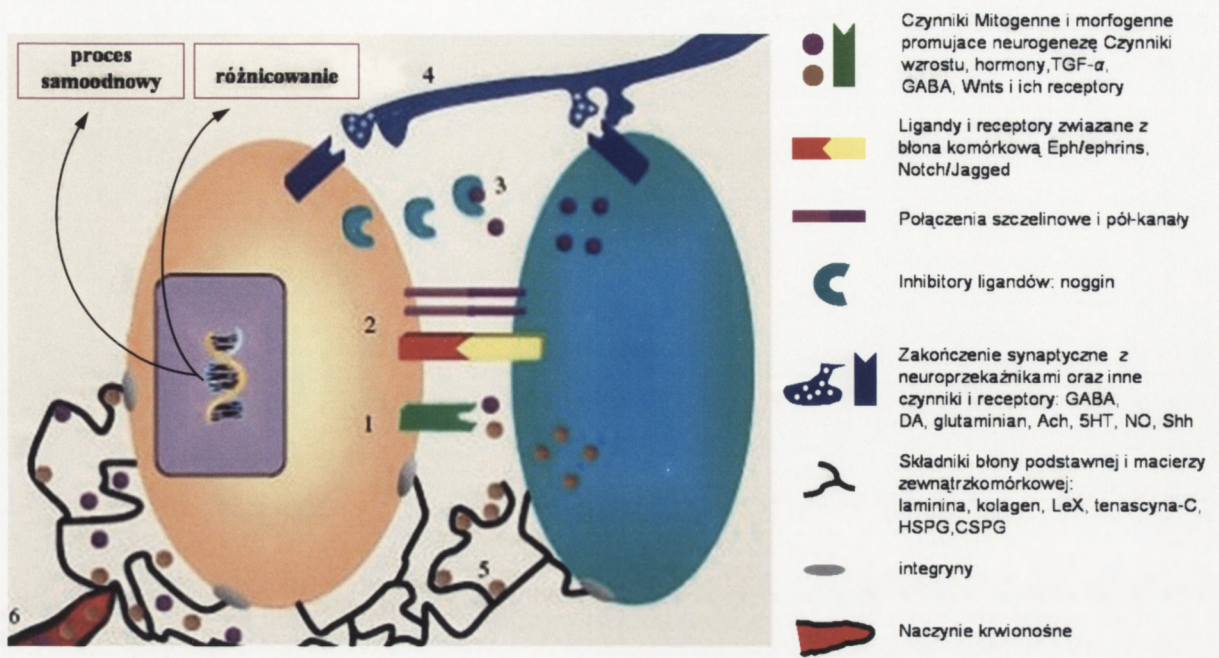 proces
samoodnowy
różnicowanie
4
3
2
1
5
6
Czynniki Mitogenne i morfogenne
promujace neurogenezę Czynniki
wzrostu, hormony,TGF-α,
GABA, Wnts i ich receptory
Ligandy i receptory zwiazane z
błona komórkową Eph/ephrins,
Notch/Jagged
Połączenia szczelinowe i pół-kanały
Inhibitory ligandów: noggin
Zakończenie synaptyczne z
neuroprzekaźnikami oraz inne
czynniki i receptory: GABA,
DA, glutaminian, Ach, 5HT, NO, Shh
Składniki błony podstawnej i macierzy
zewnątrzkomórkowej:
laminina, kolagen, LeX, tenascyna-C,
HSPG,CSPG
integryny
Naczynie krwionośne